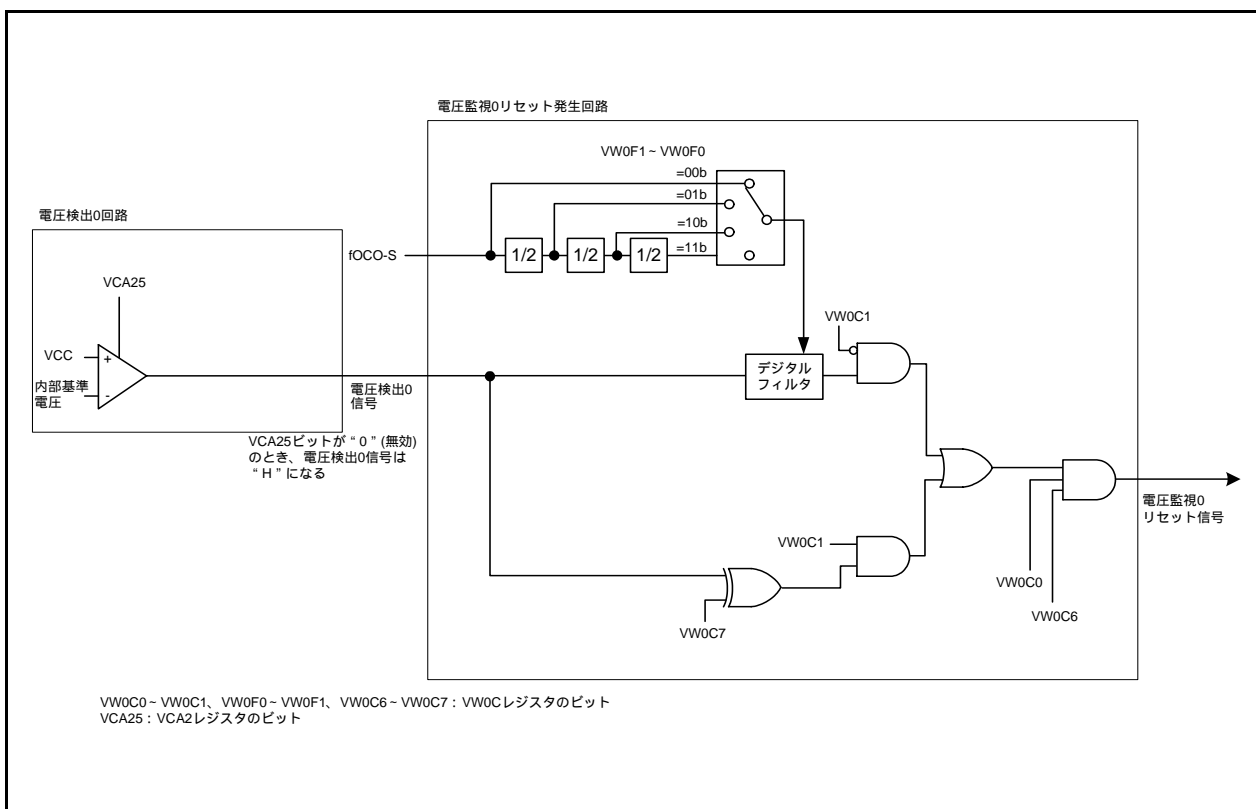 電圧監視0リセット発生回路
VW0F1~VW0F0
=00b
=01b
=10b
=11b
fOCO-S
1/2
1/2
1/2
電圧検出0回路
VCA25
VCC
+
内部基準
電圧
-
電圧検出0
信号
VCA25ビットが“0”(無効)
のとき、電圧検出0信号は
“H”になる
デジタル
フィルタ
VW0C1
VW0C1
VW0C7
VW0C0
VW0C6
電圧監視0
リセット信号
VW0C0~VW0C1、VW0F0~VW0F1、VW0C6~VW0C7:VW0Cレジスタのビット
VCA25:VCA2レジスタのビット